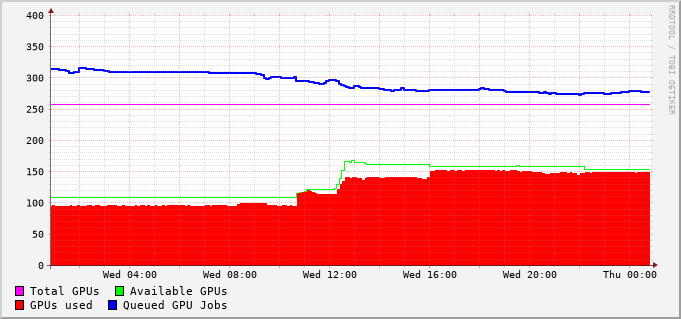 RRDTOOL / TOBI OETIKER
400
350
300
250
200
150
100
50
0
Wed 04:00 Wed 08:00 Wed 12:00 Wed 16:00 Wed 20:00 Thu 00:00
Total GPUs Available GPUs
GPUs used Queued GPU Jobs